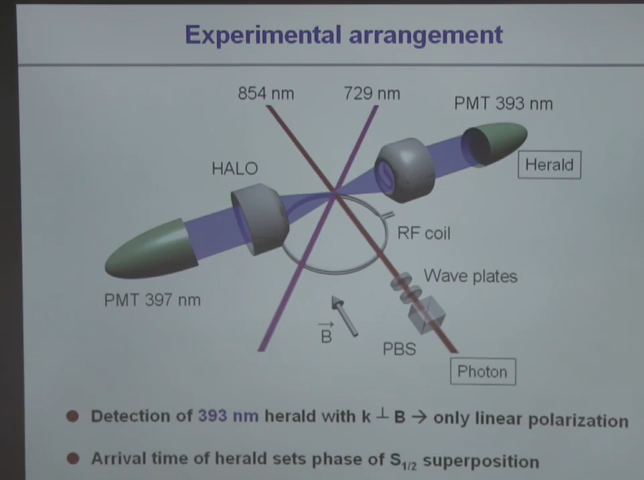 Experimental arrangement
854 nm
729 nm
PMT 393 nm
HALO
Herald
RF coil
Wave plates
PMT 397 nm
B
PBS
Photon
Detection of 393 nm herald with k ⊥ B → only linear polarization
Arrival time of herald sets phase of S1/2 superposition